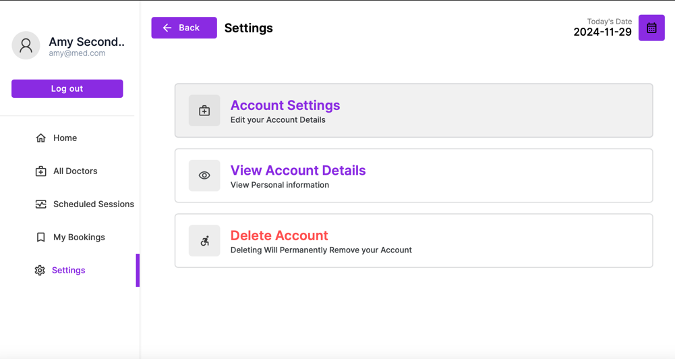 Amy Second..
amy@med.com
Log out
Home
All Doctors
Scheduled Sessions
My Bookings
Settings
Back
Settings
Today's Date
2024-11-29
Account Settings
Edit your Account Details
View Account Details
View Personal information
Delete Account
Deleting Will Permanently Remove your Account